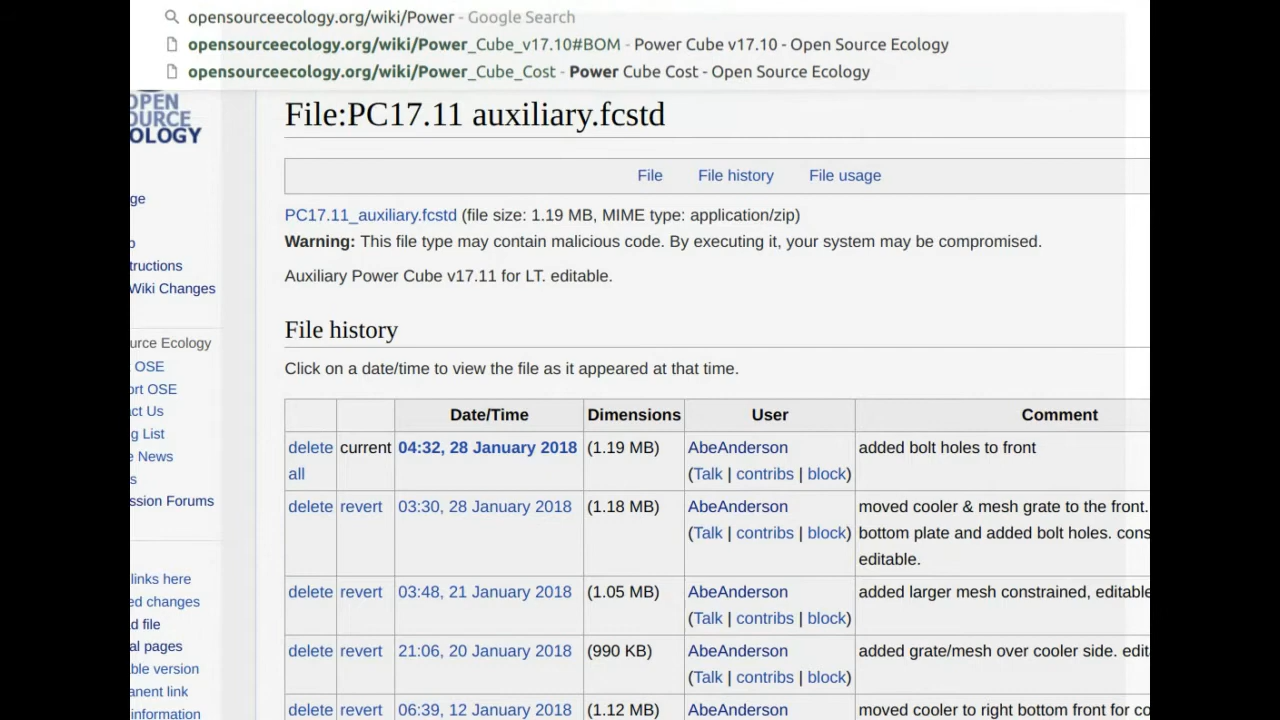 opensourceecology.org/wiki/Power - Google Search
opensourceecology.org/wiki/Power_Cube_v17.10#BOM - Power Cube v17.10 - Open Source Ecology
opensourceecology.org/wiki/Power_Cube_Cost - Power Cube Cost - Open Source Ecology
OPEN
OURCE
OLOGY
ge
o
tructions
Wiki Changes
urce Ecology
OSE
ort OSE
act Us
g List
e News
s
ssion Forums
links here
ed changes
d file
al pages
ble version
anent link
information
File:PC17.11 auxiliary.fcstd
File File history File usage
PC17.11_auxiliary.fcstd (file size: 1.19 MB, MIME type: application/zip)
Warning: This file type may contain malicious code. By executing it, your system may be compromised.
Auxiliary Power Cube v17.11 for LT. editable.
File history
Click on a date/time to view the file as it appeared at that time.
Date/Time Dimensions User Comment
delete all current 04:32, 28 January 2018 (1.19 MB) AbeAnderson (Talk | contribs | block) added bolt holes to front
delete revert 03:30, 28 January 2018 (1.18 MB) AbeAnderson (Talk | contribs | block) moved cooler & mesh grate to the front. bottom plate and added bolt holes. cons editable.
delete revert 03:48, 21 January 2018 (1.05 MB) AbeAnderson (Talk | contribs | block) added larger mesh constrained, editable
delete revert 21:06, 20 January 2018 (990 KB) AbeAnderson (Talk | contribs | block) added grate/mesh over cooler side. edit
delete revert 06:39, 12 January 2018 (1.12 MB) AbeAnderson moved cooler to right bottom front for co